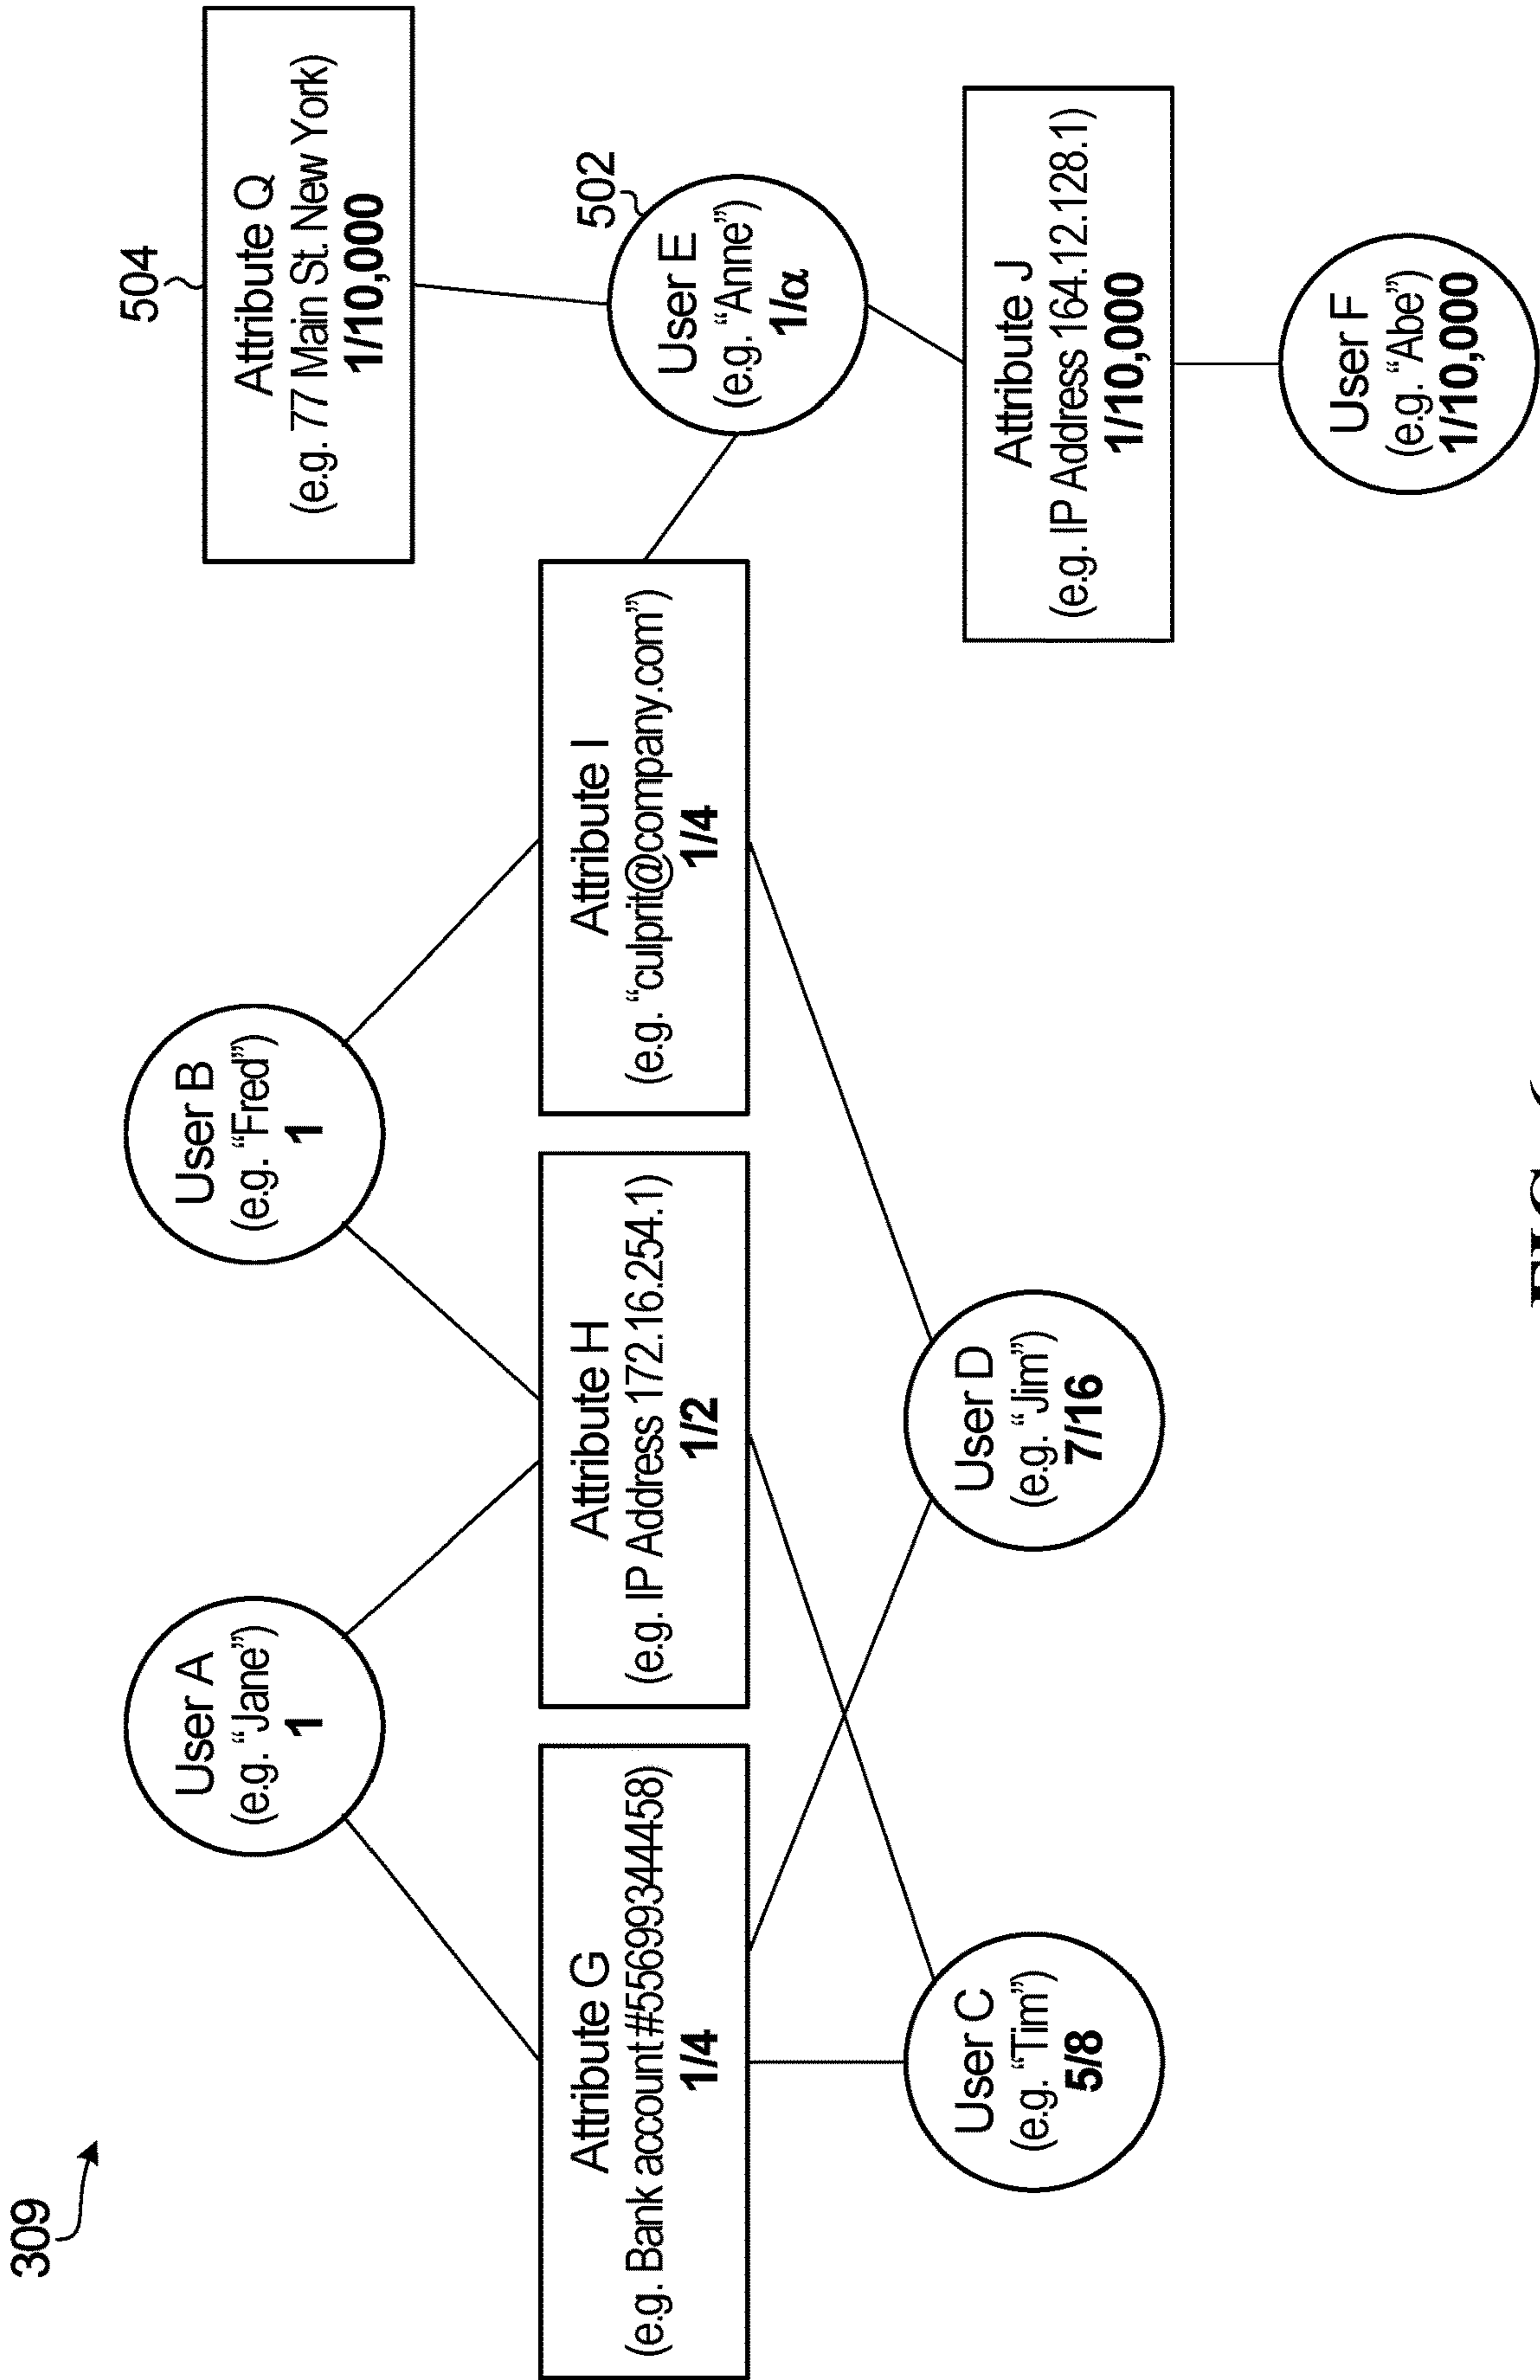 309
User A
(e.g. “Jane”)
1
User B
(e.g. “Fred”)
1
504
Attribute Q
(e.g. 77 Main St. New York)
1/10,000
Attribute G
(e.g. Bank account #5569934458)
1/4
Attribute H
(e.g. IP Address 172.16.254.1)
1/2
Attribute I
(e.g. “culprit@company.com”)
1/4
502
User E
(e.g. “Anne”)
1/α
User C
(e.g. “Tim”)
5/8
User D
(e.g. “Jim”)
7/16
Attribute J
(e.g. IP Address 164.12.128.1)
1/10,000
User F
(e.g. “Abe”)
1/10,000